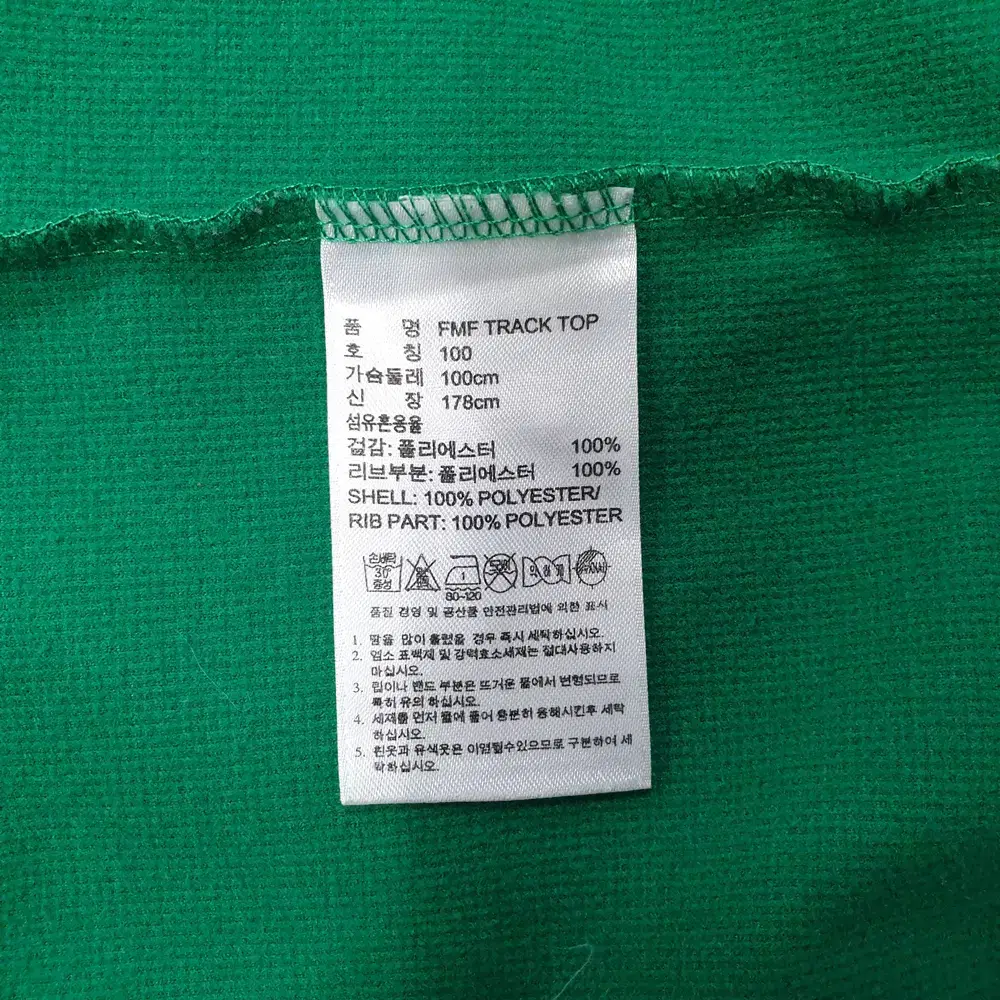 품 명 FMF TRACK TOP
호 칭 100
가슴둘레 100cm
신 장 178cm
섬유혼용율
겉감: 폴리에스터 100%
리브부분: 폴리에스터 100%
SHELL: 100% POLYESTER/
RIB PART: 100% POLYESTER
손세탁 30° 중성
80~120
품질 경영 및 공산품 안전관리법에 의한 표시
1. 땀을 많이 흘렸을 경우 즉시 세탁하십시오.
2. 염소 표백제 및 강력효소세제는 절대사용하지
마십시오.
3. 립이나 밴드 부분은 뜨거운 물에서 변형되므로
특히 유의 하십시오.
4. 세제를 먼저 물에 풀어 충분히 용해시킨후 세탁
하십시오.
5. 흰옷과 유색옷은 이염될수있으므로 구분하여 세
탁하십시오.